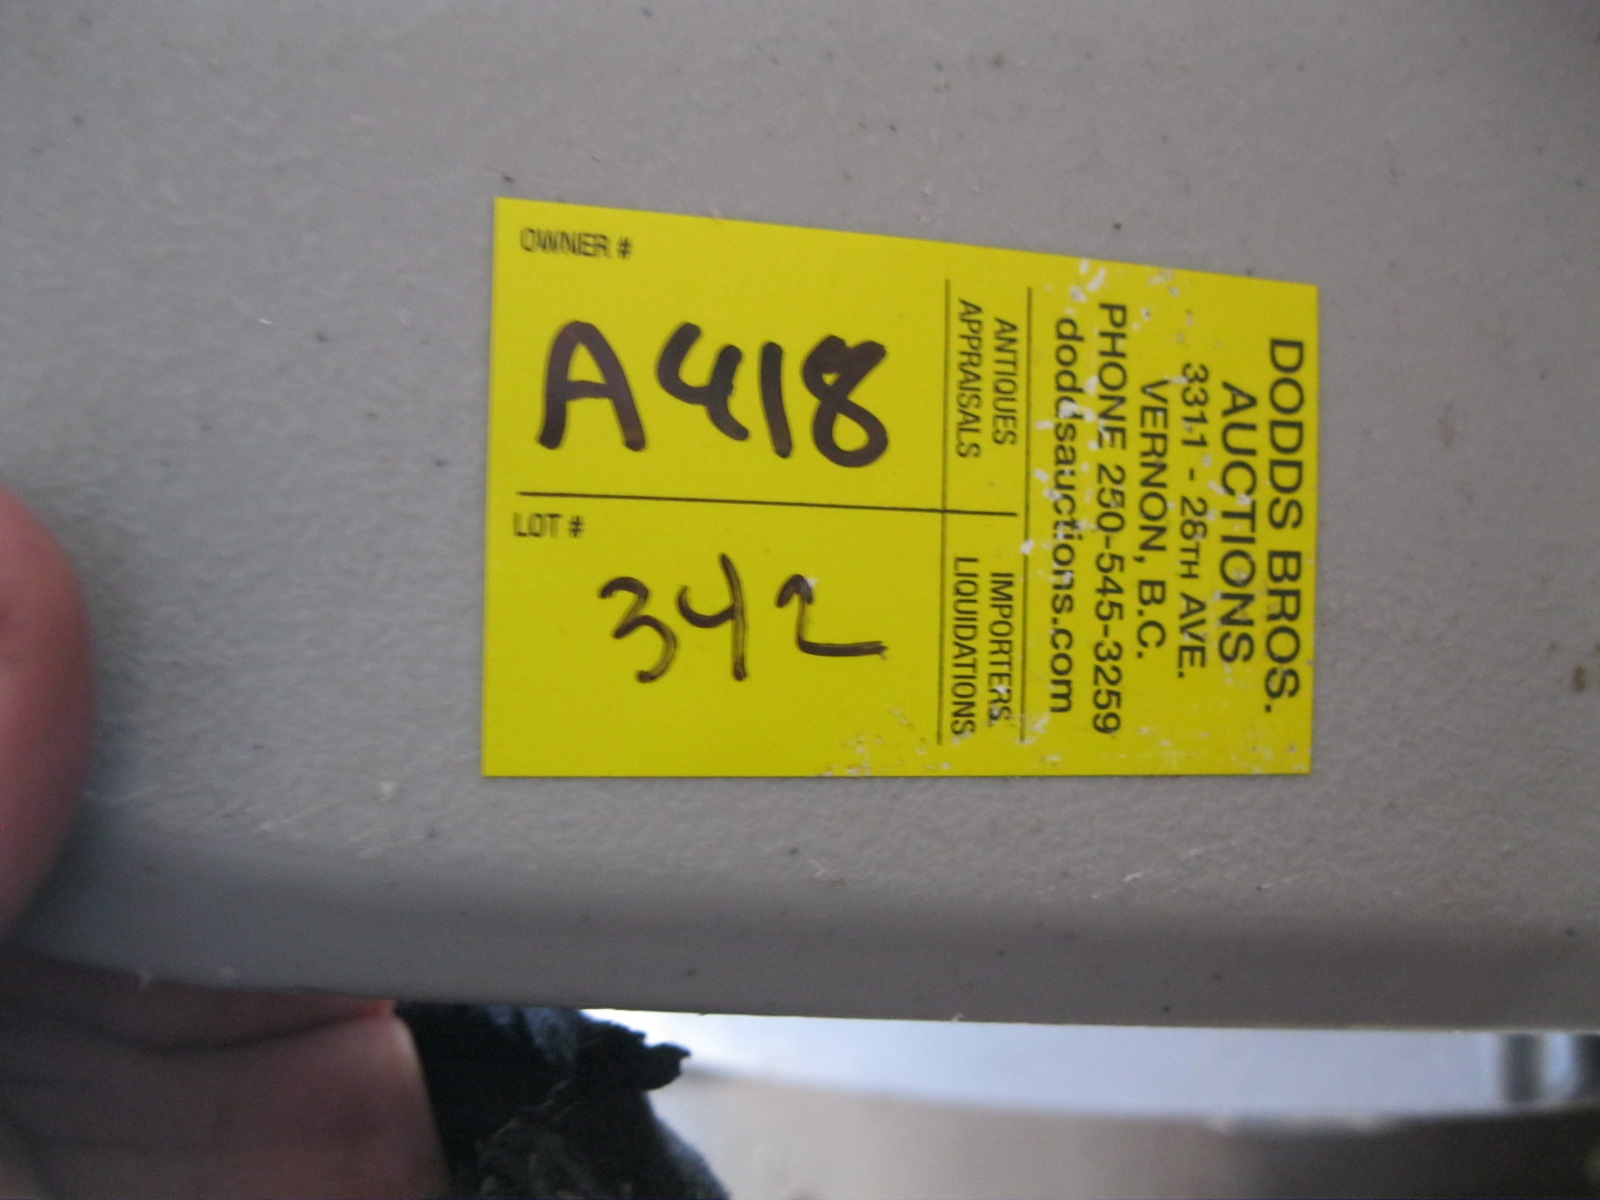 DODDS BROS.
AUCTIONS
3311 - 28TH AVE.
VERNON, B.C.
PHONE 250-545-3259
doddsauctions.com
ANTIQUES
APPRAISALS
IMPORTERS
LIQUIDATIONS
OWNER #
A418
LOT #
342